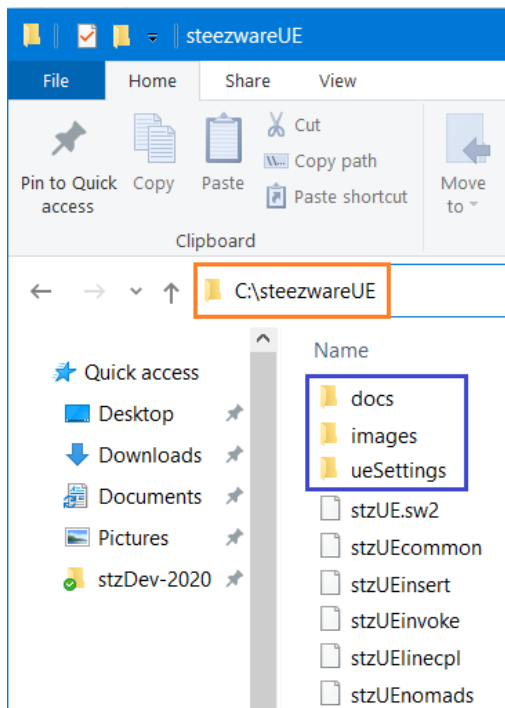 steezwareUE
File Home Share View
Pin to Quick access
Copy
Paste
Cut
Copy path
Paste shortcut
Move to
Clipboard
C:\steezwareUE
Quick access
Desktop
Downloads
Documents
Pictures
stzDev-2020
Name
docs
images
ueSettings
stzUE.sw2
stzUEcommon
stzUEinsert
stzUEinvoke
stzUElinecpl
stzUEnomads